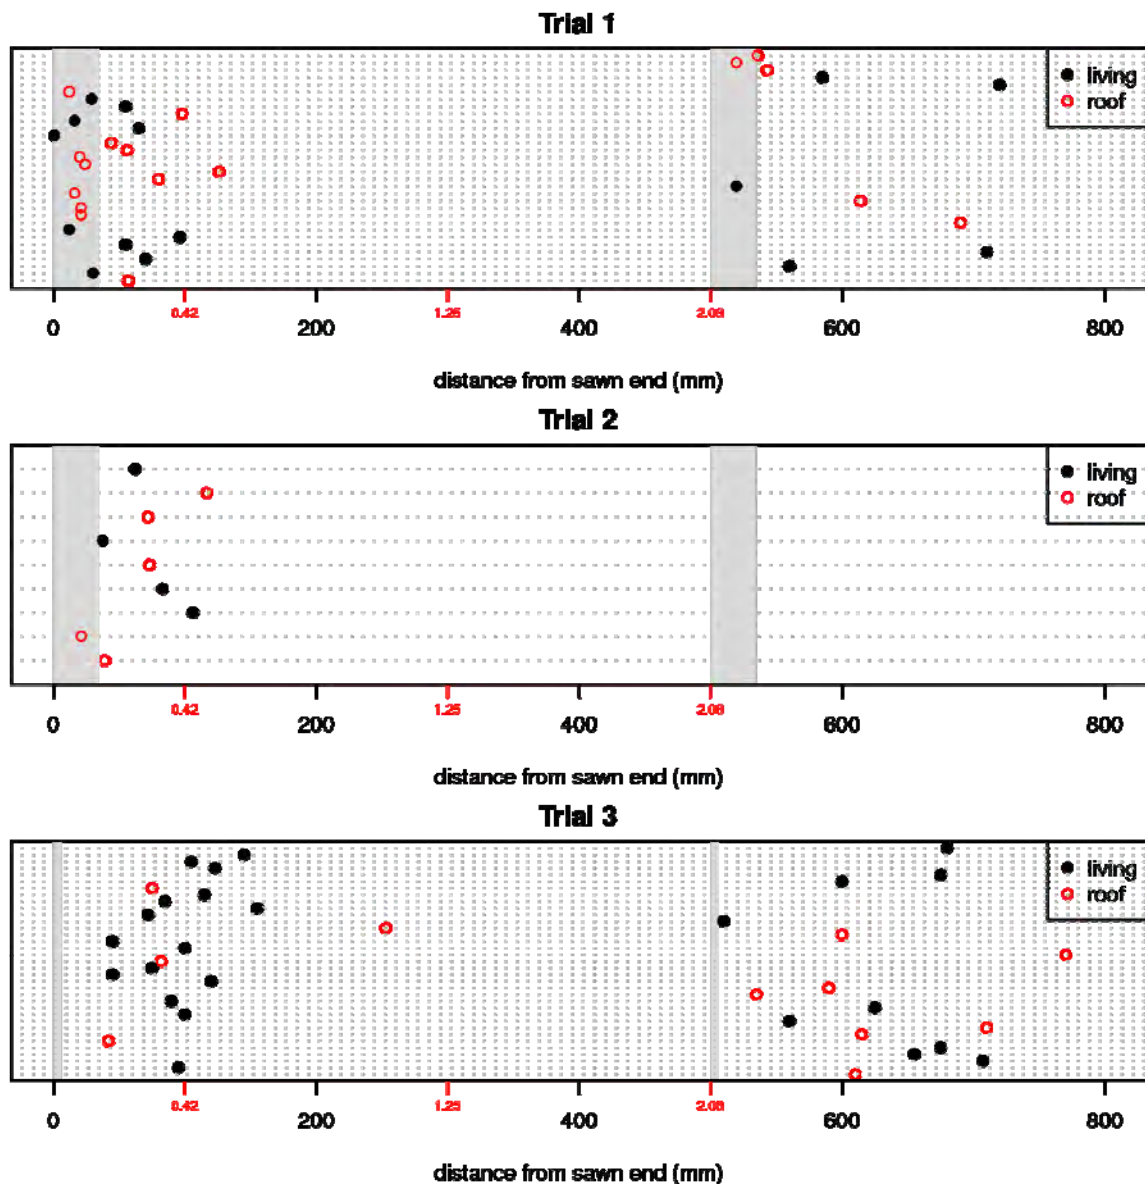 Trial 1
living
roof
0.42 1.25 2.08
0 200 400 600 800
distance from sawn end (mm)
Trial 2
living
roof
0.42 1.25 2.08
0 200 400 600 800
distance from sawn end (mm)
Trial 3
living
roof
0.42 1.25 2.08
0 200 400 600 800
distance from sawn end (mm)